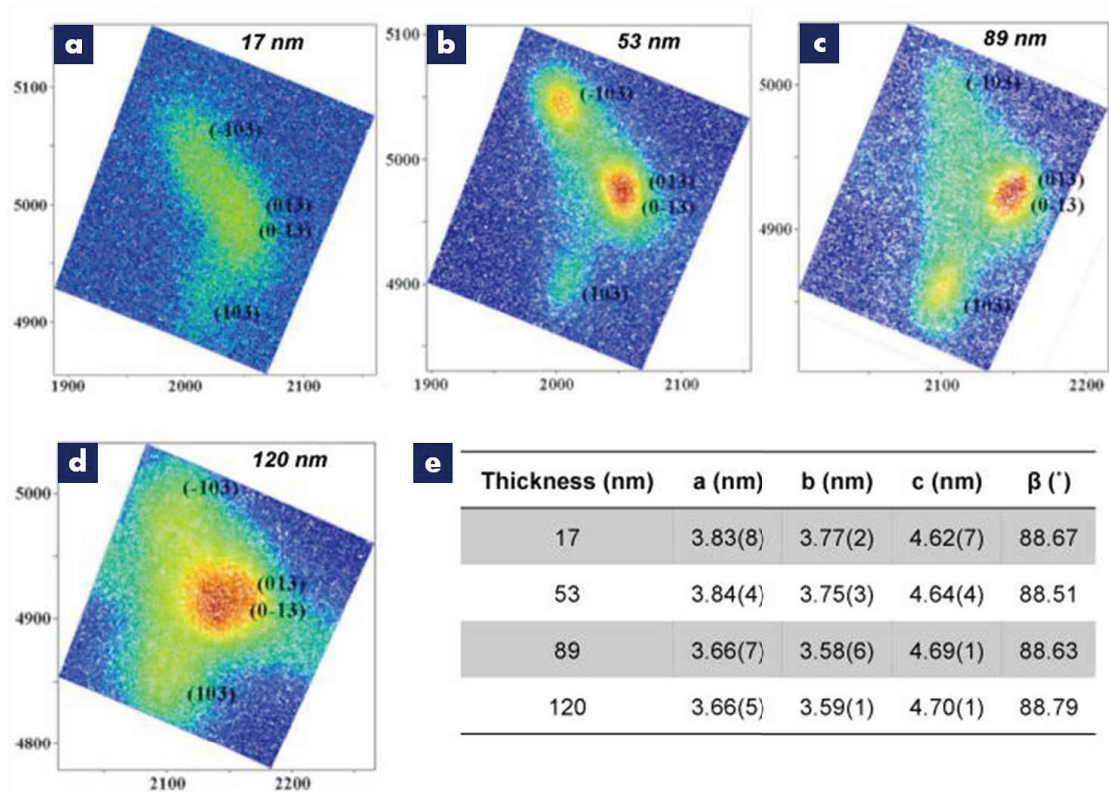 a
17 nm
5100
5000
4900
1900
2000
2100
(-103)
(013)
(0-13)
(103)
b
53 nm
5100
5000
4900
1900
2000
2100
(-103)
(013)
(0-13)
(103)
c
89 nm
5000
4900
2100
2200
(-103)
(013)
(0-13)
(103)
d
120 nm
5000
4900
4800
2100
2200
(-103)
(013)
(0-13)
(103)
e
Thickness (nm) a (nm) b (nm) c (nm) β (°)
17 3.83(8) 3.77(2) 4.62(7) 88.67
53 3.84(4) 3.75(3) 4.64(4) 88.51
89 3.66(7) 3.58(6) 4.69(1) 88.63
120 3.66(5) 3.59(1) 4.70(1) 88.79